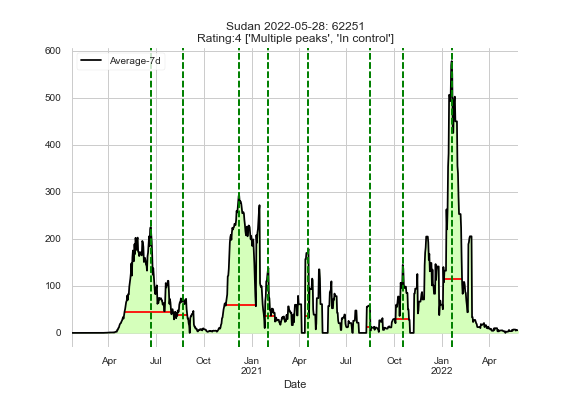 Sudan 2022-05-28: 62251
Rating:4 ['Multiple peaks', 'In control']
Average-7d
600
500
400
300
200
100
0
Apr Jul Oct Jan Apr Jul Oct Jan Apr
2021 2022
Date